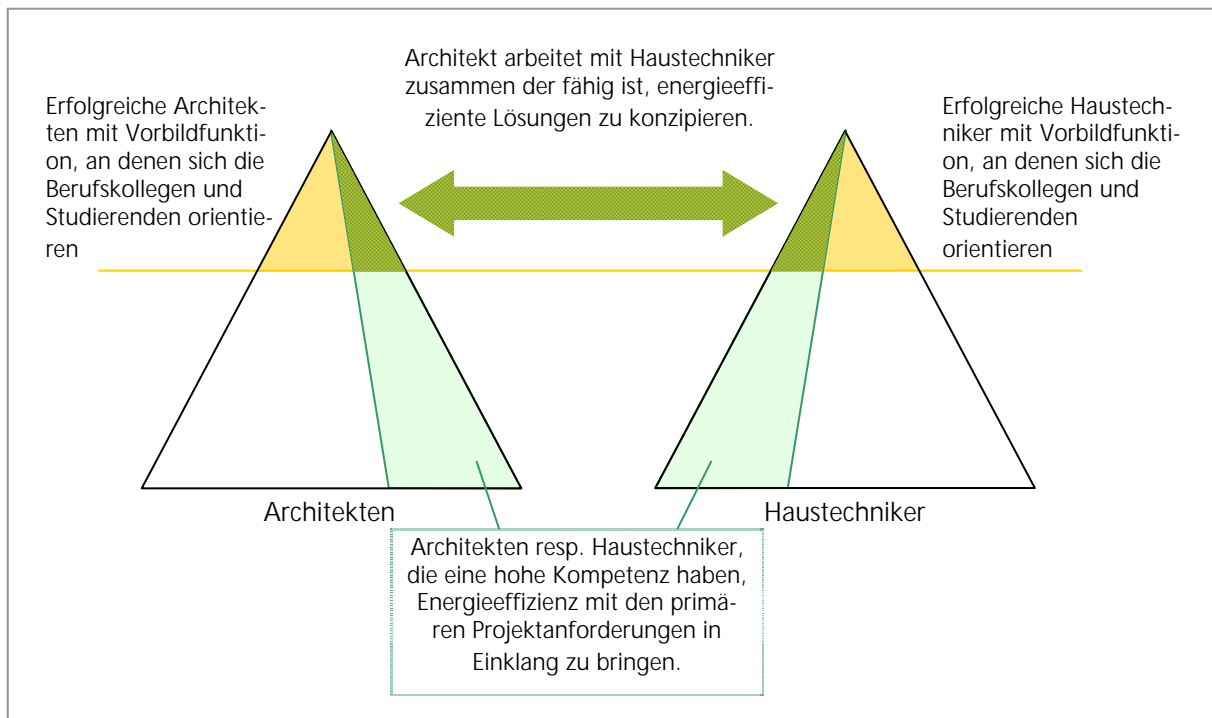 Architekt arbeitet mit Haustechniker
zusammen der fähig ist, energieeffi-
ziente Lösungen zu konzipieren.
Erfolgreiche Architek-
ten mit Vorbildfunkti-
on, an denen sich die
Berufskollegen und
Studierenden orientie-
ren
Erfolgreiche Haustech-
niker mit Vorbildfunkti-
on, an denen sich die
Berufskollegen und
Studierenden
orientieren
Architekten
Haustechniker
Architekten resp. Haustechniker,
die eine hohe Kompetenz haben,
Energieeffizienz mit den primä-
ren Projektanforderungen in
Einklang zu bringen.